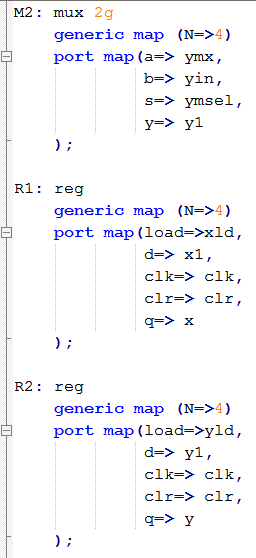 M2: mux 2g
generic map (N=>4)
port map(a=> ymx,
b=> yin,
s=> ymsel,
y=> y1
);
R1: reg
generic map (N=>4)
port map(load=>xld,
d=> x1,
clk=> clk,
clr=> clr,
q=> x
);
R2: reg
generic map (N=>4)
port map(load=>yld,
d=> y1,
clk=> clk,
clr=> clr,
q=> y
);